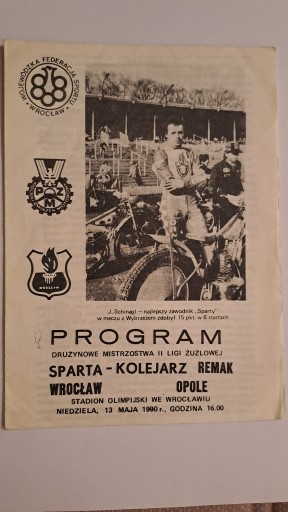 WOJEWÓDZKA FEDERACJA SPORTU
WROCŁAW
PZM
WROCŁAW
J. Schinagl – najlepszy zawodnik „Sparty”
w meczu z Wybrzeżem zdobył 15 pkt. w 6 startach.
PROGRAM
DRUŻYNOWE MISTRZOSTWA II LIGI ŻUŻLOWEJ
SPARTA - KOLEJARZ REMAK
WROCŁAW OPOLE
STADION OLIMPIJSKI WE WROCŁAWIU
NIEDZIELA, 13 MAJA 1990 r., GODZINA 16.00